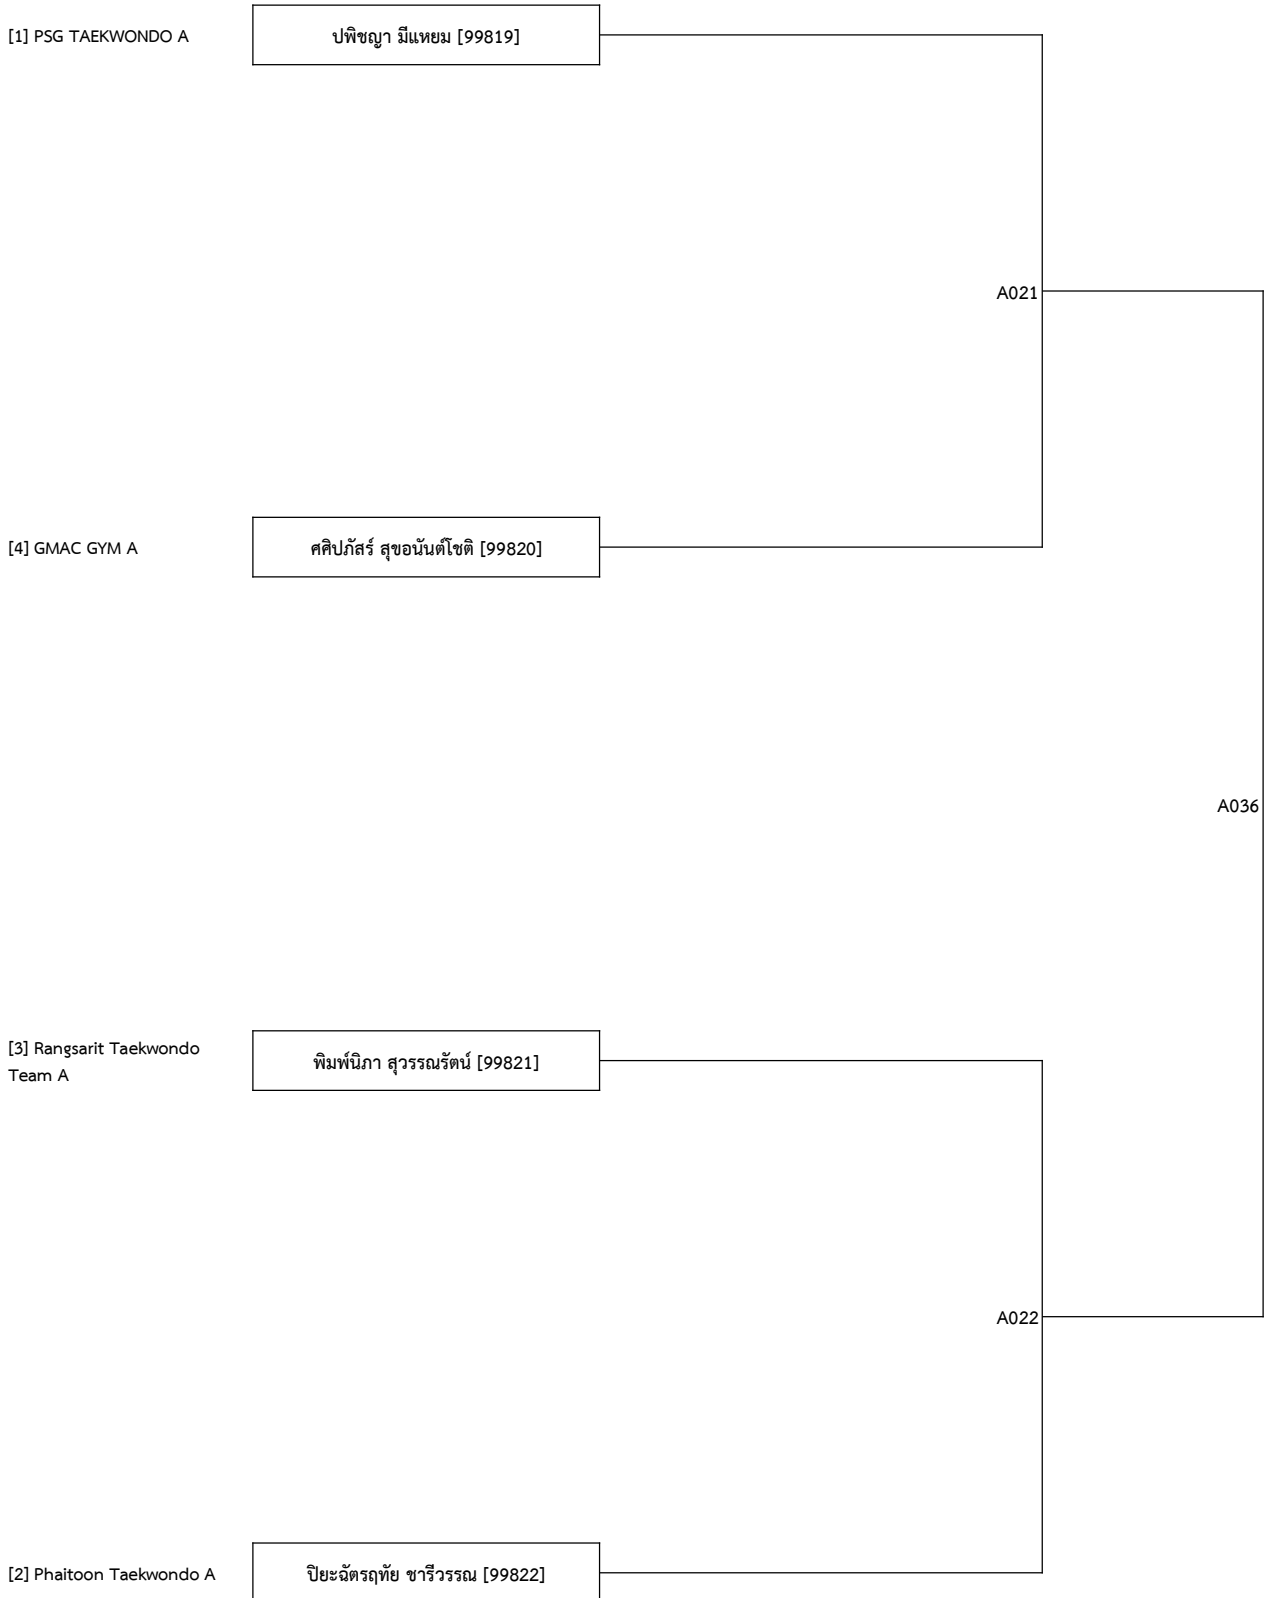 [1] PSG TAEKWONDO A
ปพิชญา มีแหยม [99819]
A021
[4] GMAC GYM A
ศศิปภัสร์ สุขอนันต์โชติ [99820]
A036
[3] Rangsarit Taekwondo
Team A
พิมพ์นิภา สุวรรณรัตน์ [99821]
A022
[2] Phaitoon Taekwondo A
ปิยะฉัตรฤทัย ชารีวรรณ [99822]